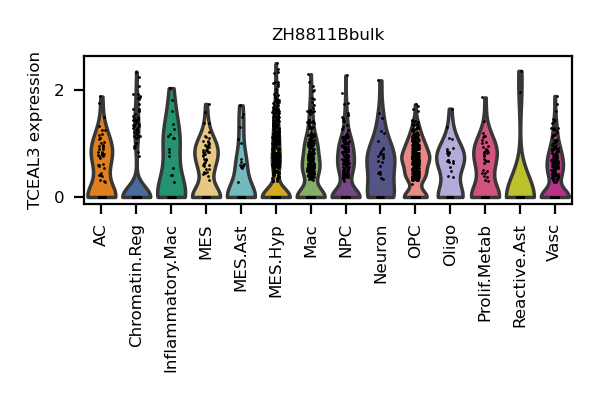 ZH8811Bbulk
TCEAL3 expression
2
0
AC
Chromatin.Reg
Inflammatory.Mac
MES
MES.Ast
MES.Hyp
Mac
NPC
Neuron
OPC
Oligo
Prolif.Metab
Reactive.Ast
Vasc